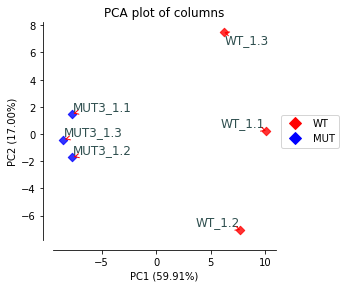 PCA plot of columns
8
6
4
2
0
−2
−4
−6
PC2 (17.00%)
WT_1.3
MUT3_1.1
WT_1.1
MUT3_1.3
MUT3_1.2
WT_1.2
WT
MUT
−5
0
5
10
PC1 (59.91%)